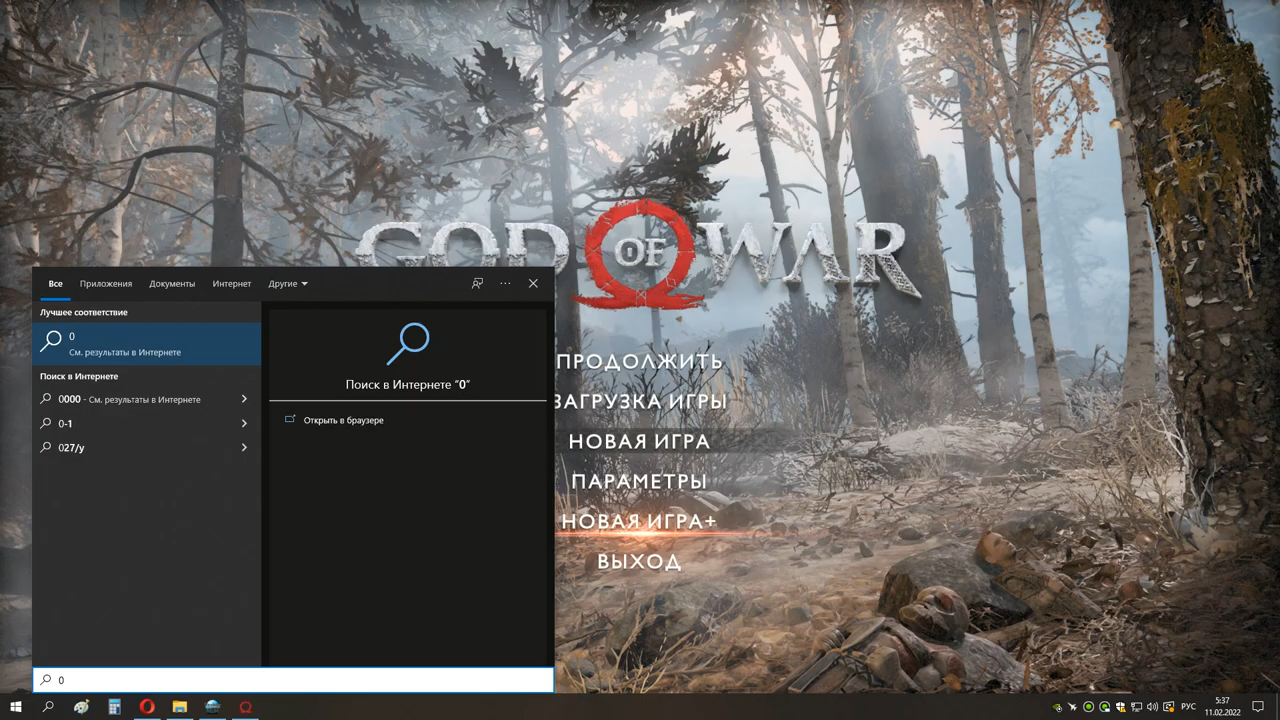 GOD OF WAR
Все Приложения Документы Интернет Другие
Лучшее соответствие
0
См. результаты в Интернете
Поиск в Интернете
0000 - См. результаты в Интернете
0-1
027/у
Поиск в Интернете "0"
Открыть в браузере
ПРОДОЛЖИТЬ
ЗАГРУЗКА ИГРЫ
НОВАЯ ИГРА
ПАРАМЕТРЫ
НОВАЯ ИГРА+
ВЫХОД
0
РУС
5:37
11.02.2022